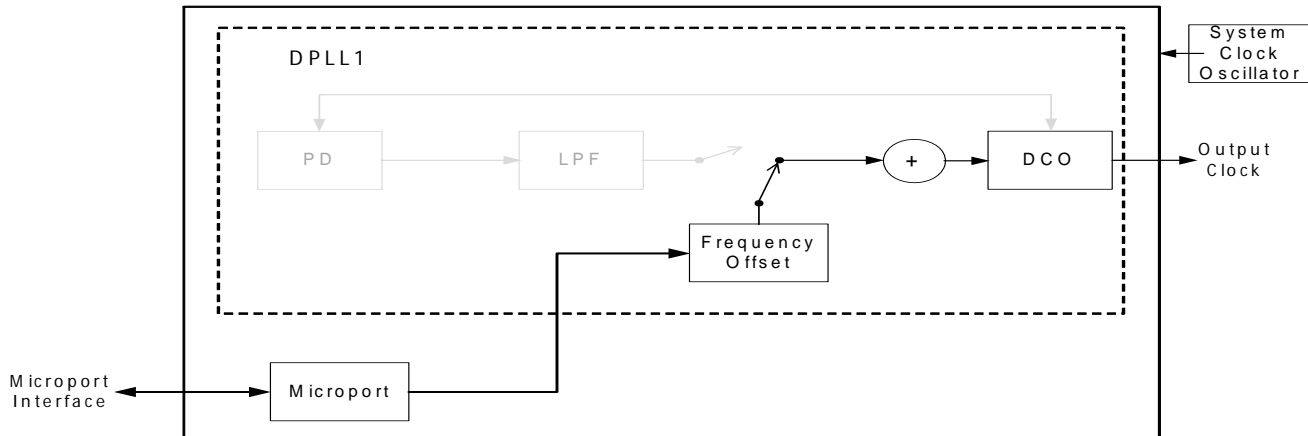 System
Clock
Oscillator
DPLL1
PD
LPF
+
DCO
Output
Clock
Frequency
Offset
Microport
Interface
Microport